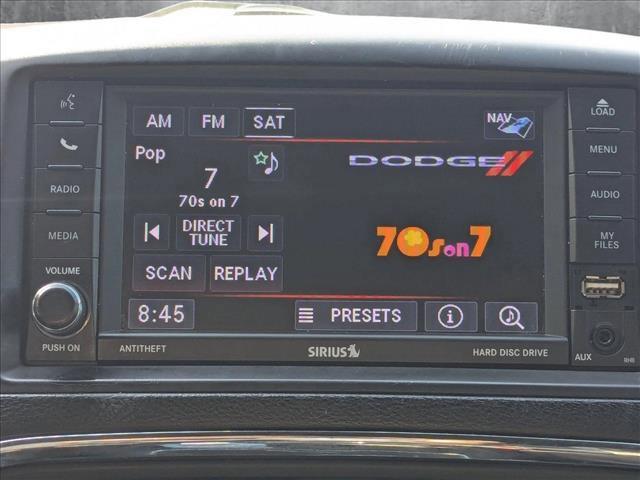 LOAD
AM FM SAT NAV
MENU
Pop
DODGE
7
RADIO
AUDIO
70s on 7
DIRECT
TUNE
70s on 7
MEDIA
MY
FILES
SCAN REPLAY
VOLUME
8:45 PRESETS
PUSH ON
ANTITHEFT SIRIUS HARD DISC DRIVE
AUX RHB